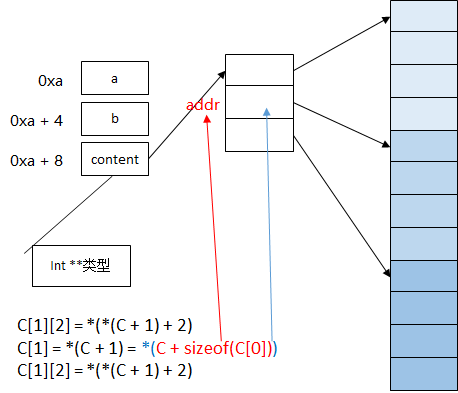 0xa
a
addr
0xa + 4
b
0xa + 8
content
Int **类型
C[1][2] = *(*(C + 1) + 2)
C[1] = *(C + 1) = *(C + sizeof(C[0]))
C[1][2] = *(*(C + 1) + 2)